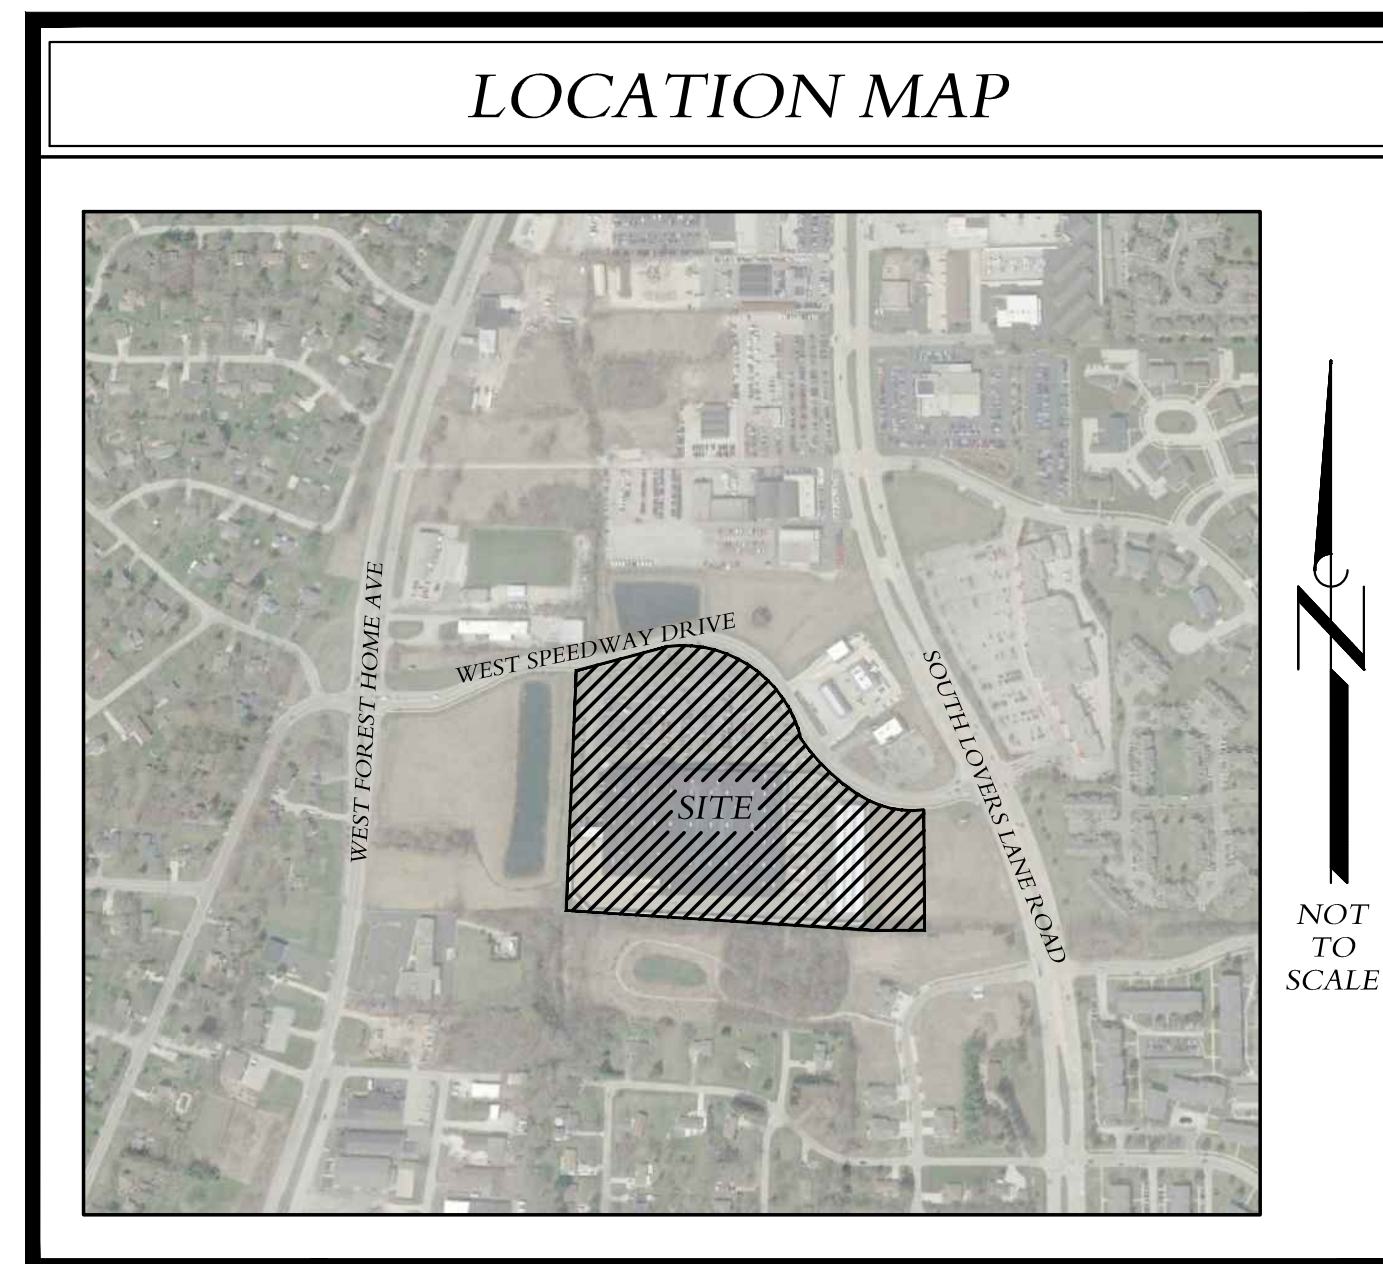 LOCATION MAP
WEST FOREST HOME AVE
WEST SPEEDWAY DRIVE
SOUTH LOVERS LANE ROAD
SITE
N
NOT
TO
SCALE